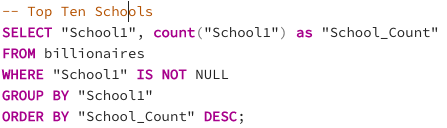 -- Top Ten Schools
SELECT "School1", count("School1") as "School_Count"
FROM billionaires
WHERE "School1" IS NOT NULL
GROUP BY "School1"
ORDER BY "School_Count" DESC;